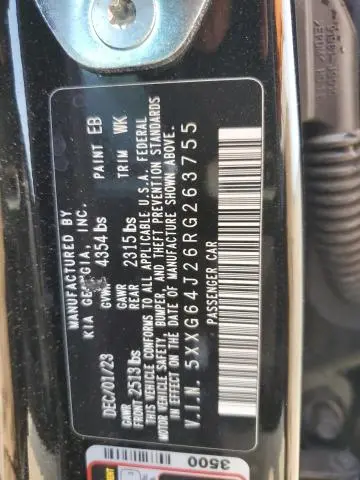 MANUFACTURED BY
KIA GEORGIA, INC.
DEC/01/23 GVWR 4354 lbs PAINT EB
GAWR FRONT 2513 lbs GAWR REAR 2315 lbs TRIM WK
THIS VEHICLE CONFORMS TO ALL APPLICABLE U.S.A. FEDERAL
MOTOR VEHICLE SAFETY, BUMPER, AND THEFT PREVENTION STANDARDS
IN EFFECT ON THE DATE OF MANUFACTURE SHOWN ABOVE.
V.I.N. 5XXG64J26RG263755
PASSENGER CAR
3500